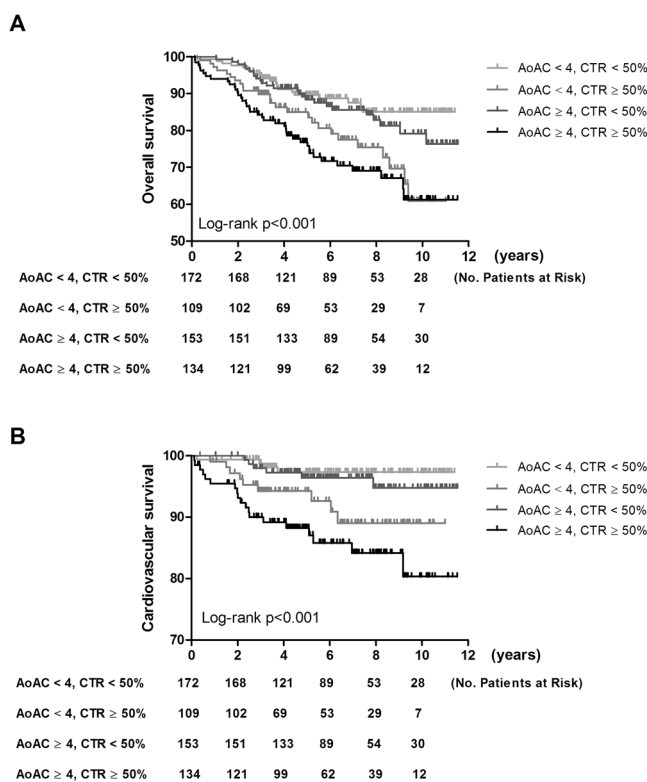 A
100
90
80
70
60
50
Overall survival
Log-rank p<0.001
AoAC < 4, CTR < 50%
AoAC < 4, CTR ≥ 50%
AoAC ≥ 4, CTR < 50%
AoAC ≥ 4, CTR ≥ 50%
0 2 4 6 8 10 12 (years)
AoAC < 4, CTR < 50% 172 168 121 89 53 28 (No. Patients at Risk)
AoAC < 4, CTR ≥ 50% 109 102 69 53 29 7
AoAC ≥ 4, CTR < 50% 153 151 133 89 54 30
AoAC ≥ 4, CTR ≥ 50% 134 121 99 62 39 12
B
100
90
80
70
Cardiovascular survival
Log-rank p<0.001
AoAC < 4, CTR < 50%
AoAC < 4, CTR ≥ 50%
AoAC ≥ 4, CTR < 50%
AoAC ≥ 4, CTR ≥ 50%
0 2 4 6 8 10 12 (years)
AoAC < 4, CTR < 50% 172 168 121 89 53 28 (No. Patients at Risk)
AoAC < 4, CTR ≥ 50% 109 102 69 53 29 7
AoAC ≥ 4, CTR < 50% 153 151 133 89 54 30
AoAC ≥ 4, CTR ≥ 50% 134 121 99 62 39 12